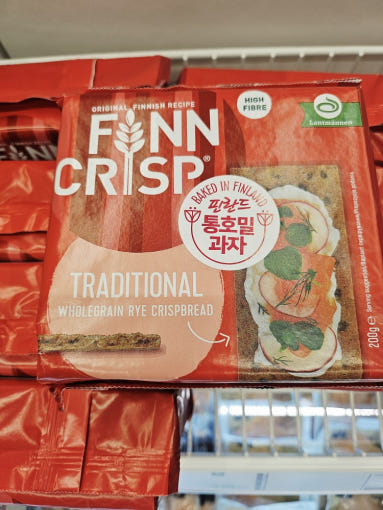 ORIGINAL FINNISH RECIPE
FINN
CRISP®
HIGH
FIBRE
Lantmännen
BAKED IN FINLAND
핀란드
통호밀
과자
TRADITIONAL
WHOLEGRAIN RYE CRISPBREAD
200g ℮